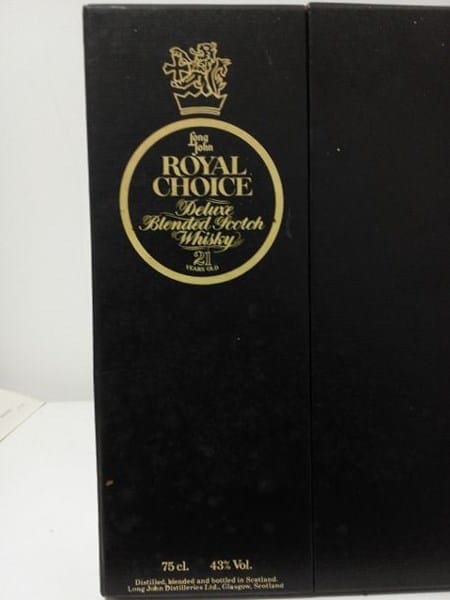 Long
John
ROYAL
CHOICE
Deluxe
Blended Scotch
Whisky
21
YEARS OLD
75 cl. 43% Vol.
Distilled, blended and bottled in Scotland.
Long John Distilleries Ltd., Glasgow, Scotland